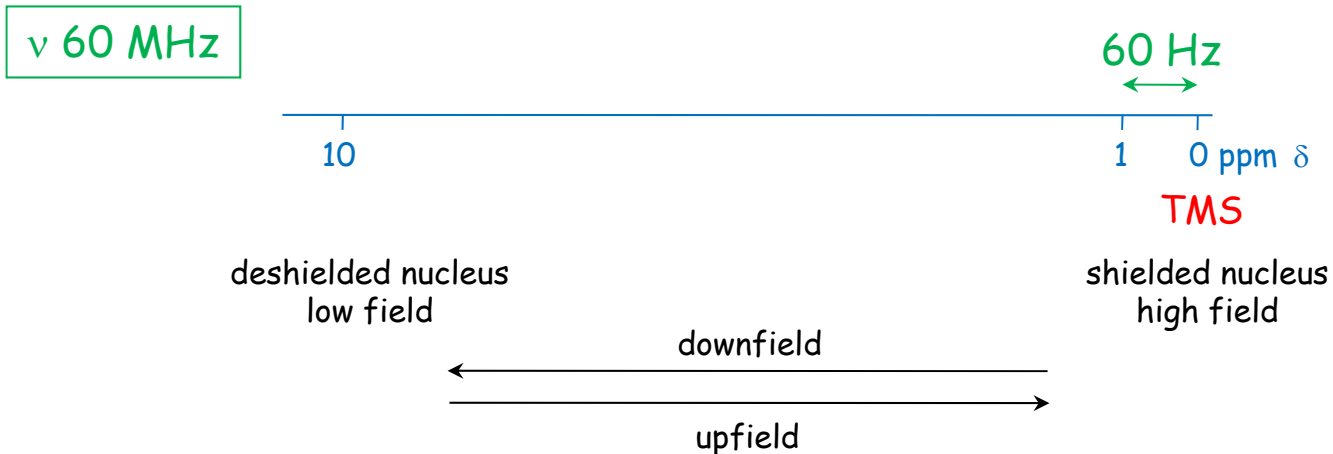 ν 60 MHz
60 Hz
10 1 0 ppm δ
TMS
deshielded nucleus
low field
shielded nucleus
high field
downfield
upfield